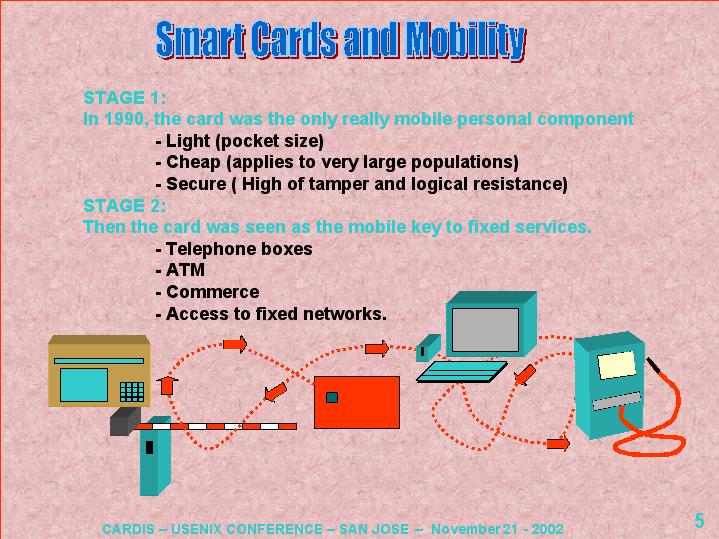 Smart Cards and Mobility
STAGE 1:
In 1990, the card was the only really mobile personal component
- Light (pocket size)
- Cheap (applies to very large populations)
- Secure ( High of tamper and logical resistance)
STAGE 2:
Then the card was seen as the mobile key to fixed services.
- Telephone boxes
- ATM
- Commerce
- Access to fixed networks.
CARDIS – USENIX CONFERENCE – SAN JOSE – November 21 - 2002
5